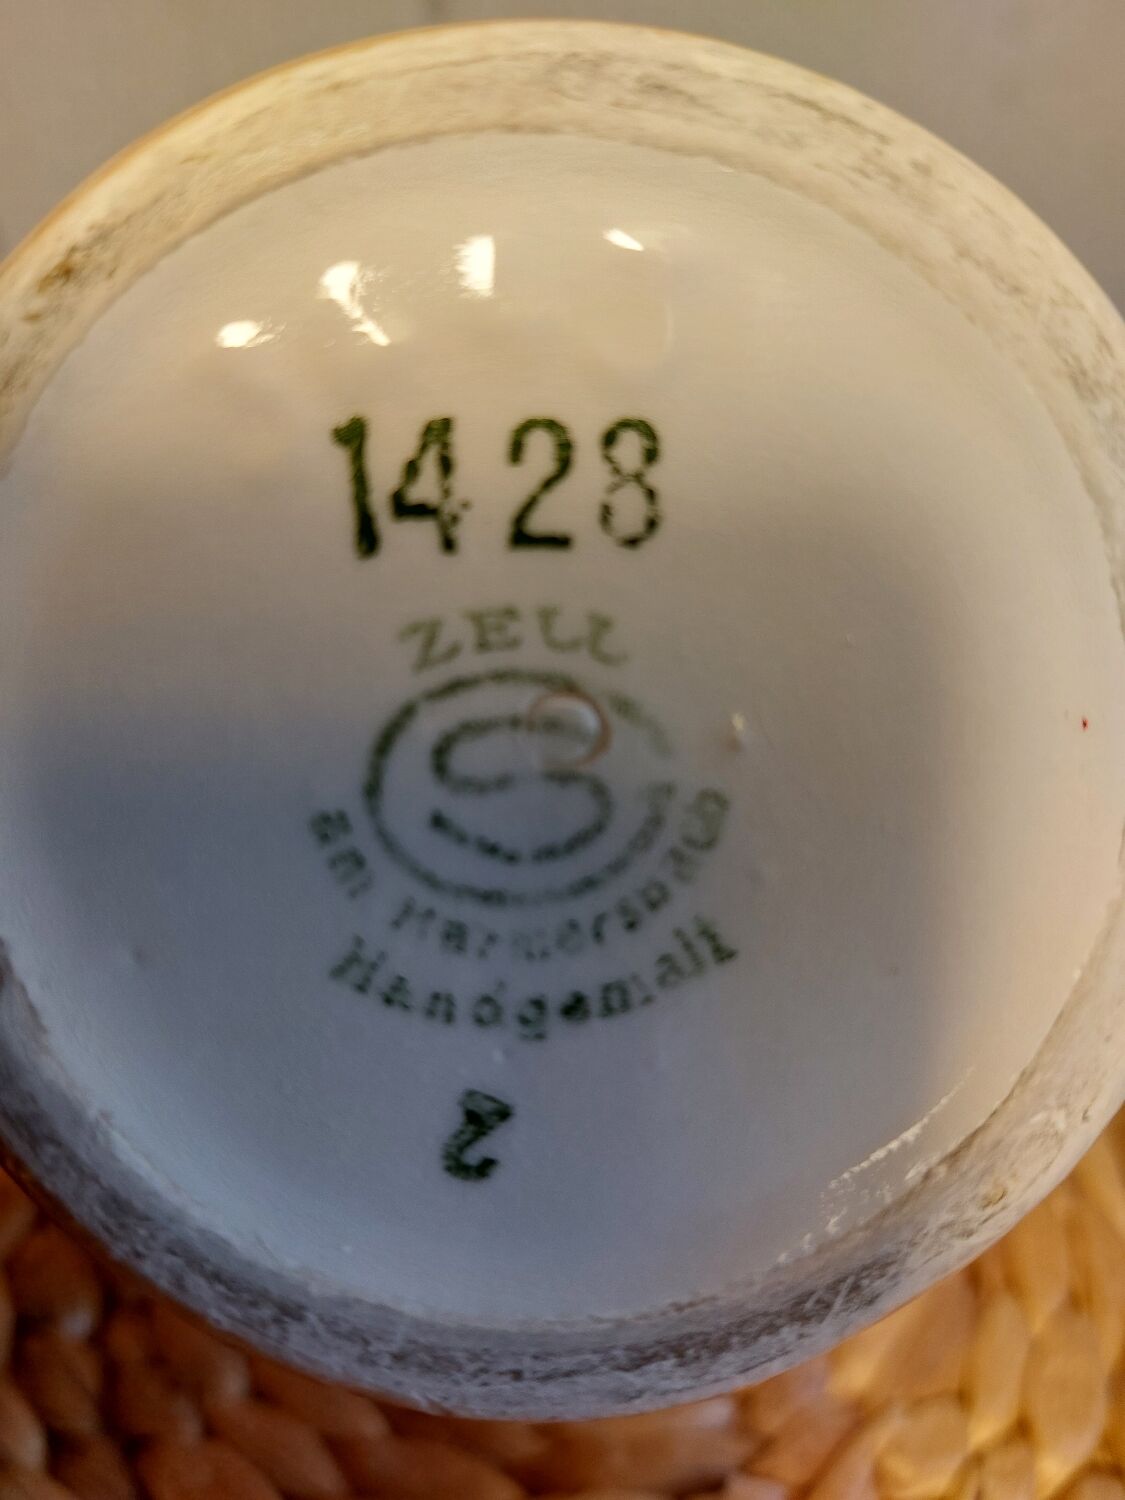 1428
ZELL
S
am Harmersbach
Handgemalt
2